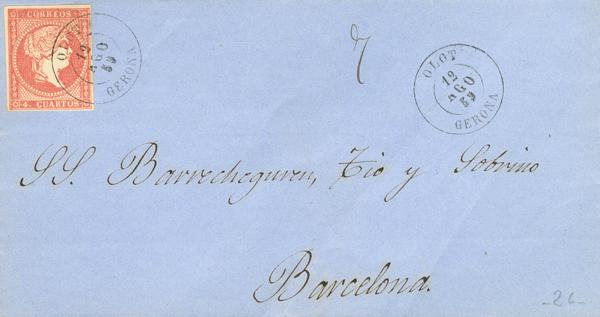 CORREOS
4. CUARTOS
OLOT
12
AGO
59
GERONA
7
OLOT
12
AGO
59
GERONA
SS. Barrecheguren, Tio y Sobrino
Barcelona.
-26-